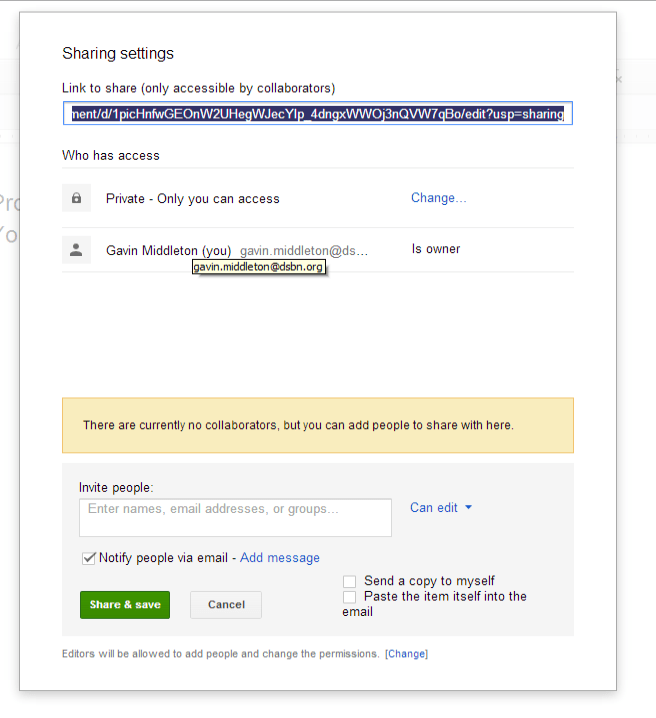 Sharing settings
Link to share (only accessible by collaborators)
ment/d/1picHnfwGEOnW2UHegWJecYIp_4dngxWWOj3nQVW7qBo/edit?usp=sharing
Who has access
Private - Only you can access Change...
Gavin Middleton (you) gavin.middleton@ds... Is owner
gavin.middleton@dsbn.org
Pro
You
There are currently no collaborators, but you can add people to share with here.
Invite people:
Enter names, email addresses, or groups... Can edit
Notify people via email - Add message
Send a copy to myself
Paste the item itself into the
email
Share & save Cancel
Editors will be allowed to add people and change the permissions. [Change]